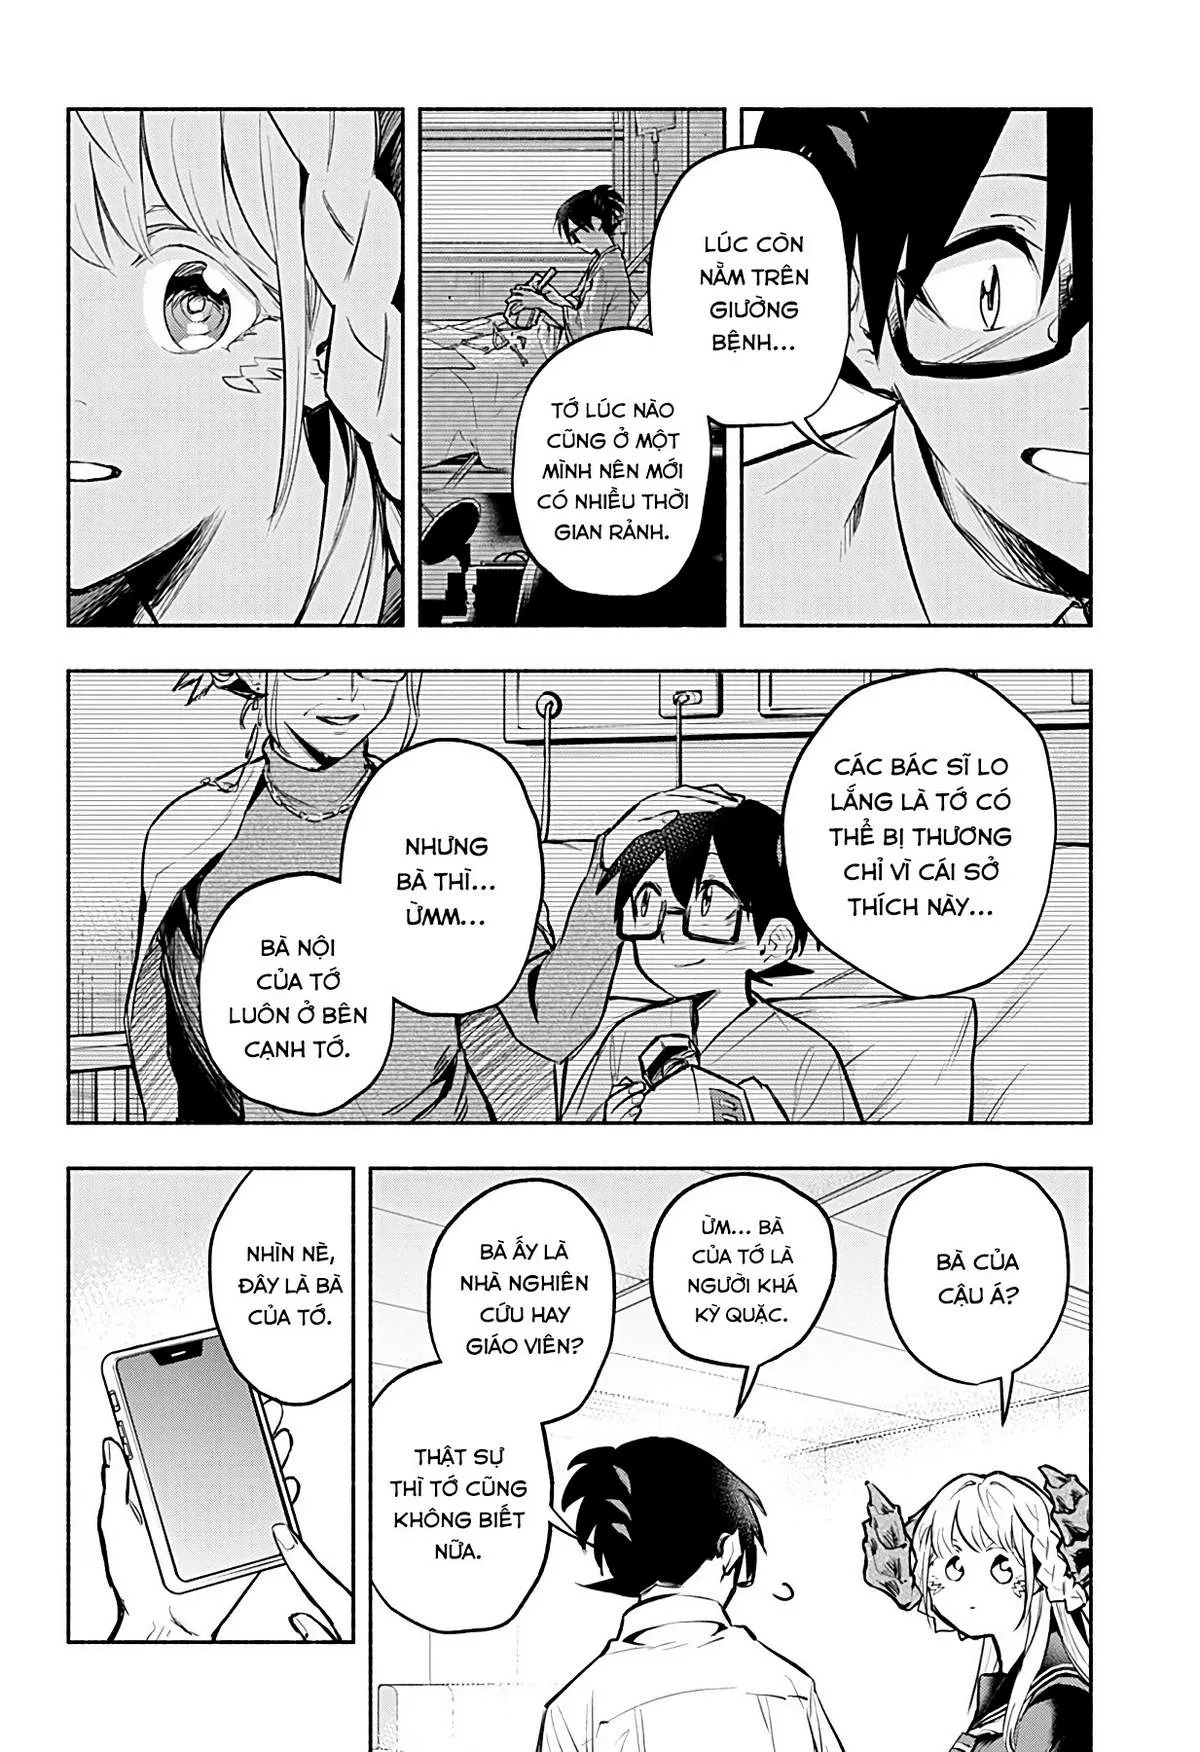 LÚC CÒN
NẰM TRÊN
GIƯỜNG
BỆNH...
TỚ LÚC NÀO
CŨNG Ở MỘT
MÌNH NÊN MỚI
CÓ NHIỀU THỜI
GIAN RẢNH.
CÁC BÁC SĨ LO
LẮNG LÀ TỚ CÓ
THỂ BỊ THƯƠNG
CHỈ VÌ CÁI SỞ
THÍCH NÀY...
NHƯNG
BÀ THÌ...
ỪMM...
BÀ NỘI
CỦA TỚ
LUÔN Ở BÊN
CẠNH TỚ.
BÀ CỦA
CẬU Á?
ỪM... BÀ
CỦA TỚ LÀ
NGƯỜI KHÁ
KỲ QUẶC.
BÀ ẤY LÀ
NHÀ NGHIÊN
CỨU HAY
GIÁO VIÊN?
THẬT SỰ
THÌ TỚ CŨNG
KHÔNG BIẾT
NỮA.
NHÌN NÈ,
ĐÂY LÀ BÀ
CỦA TỚ.